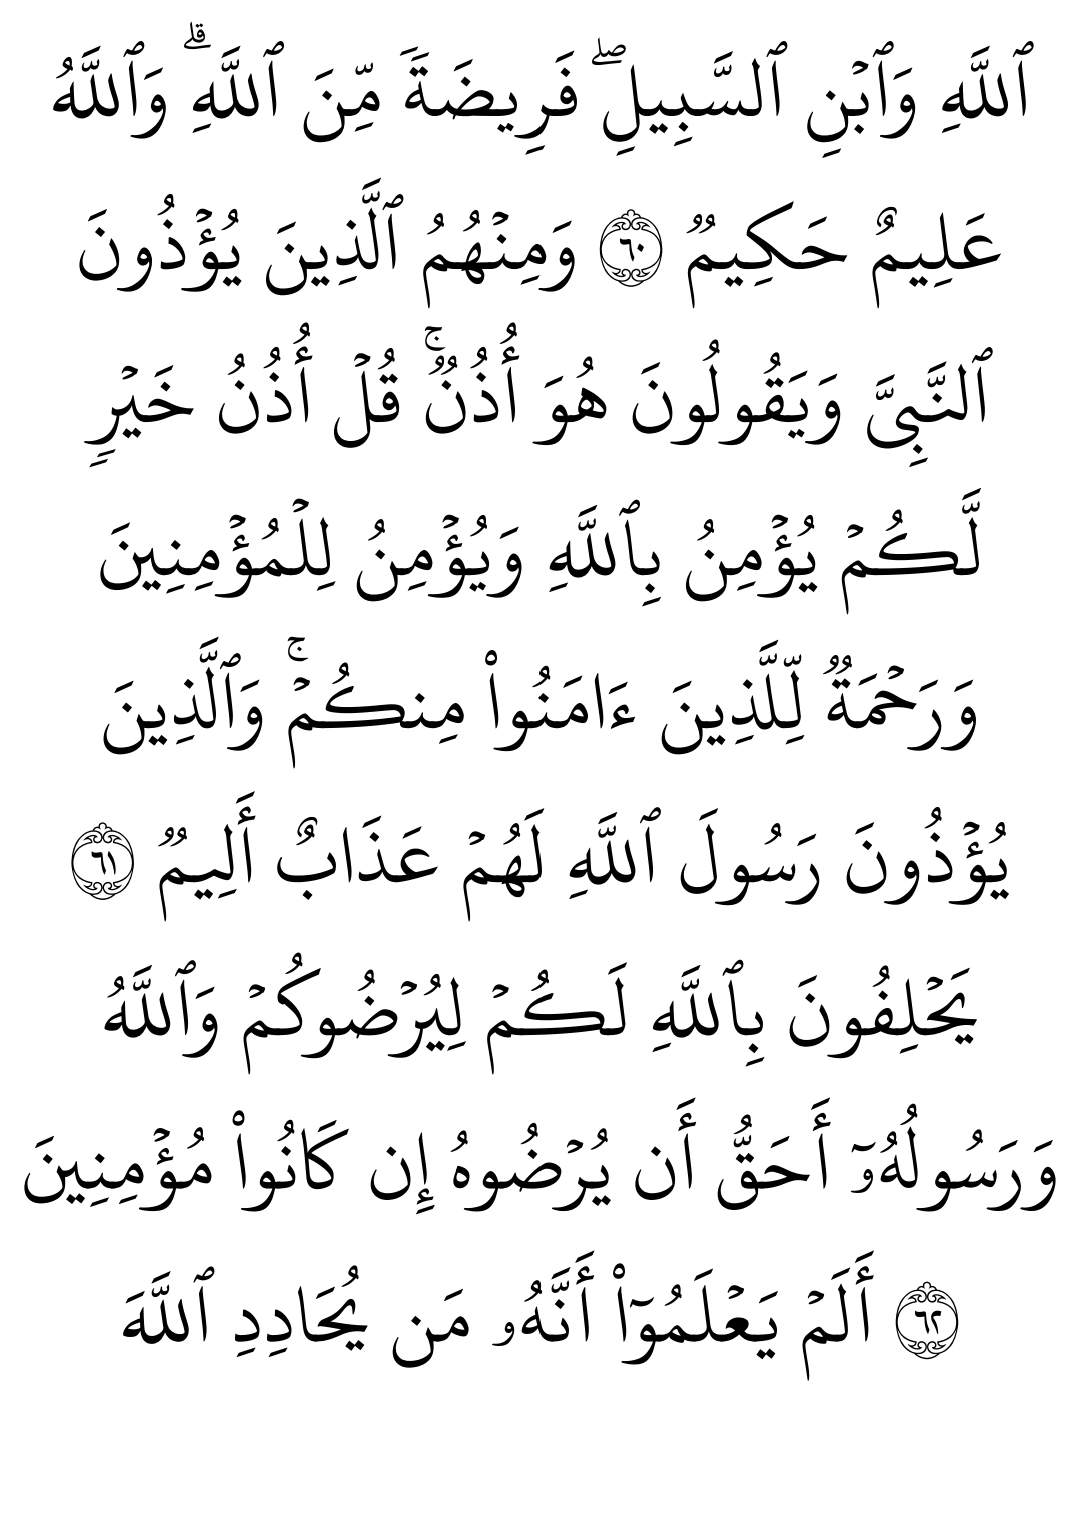 ٱللَّهِ وَٱبۡنِ ٱلسَّبِيلِۖ فَرِيضَةٗ مِّنَ ٱللَّهِۗ وَٱللَّهُ
عَلِيمٌ حَكِيمٞ ٦٠ وَمِنۡهُمُ ٱلَّذِينَ يُؤۡذُونَ
ٱلنَّبِيَّ وَيَقُولُونَ هُوَ أُذُنٞۚ قُلۡ أُذُنُ خَيۡرٖ
لَّكُمۡ يُؤۡمِنُ بِٱللَّهِ وَيُؤۡمِنُ لِلۡمُؤۡمِنِينَ
وَرَحۡمَةٞ لِّلَّذِينَ ءَامَنُواْ مِنكُمۡۚ وَٱلَّذِينَ
يُؤۡذُونَ رَسُولَ ٱللَّهِ لَهُمۡ عَذَابٌ أَلِيمٞ ٦١
يَحۡلِفُونَ بِٱللَّهِ لَكُمۡ لِيُرۡضُوكُمۡ وَٱللَّهُ
وَرَسُولُهُۥٓ أَحَقُّ أَن يُرۡضُوهُ إِن كَانُواْ مُؤۡمِنِينَ
٦٢ أَلَمۡ يَعۡلَمُوٓاْ أَنَّهُۥ مَن يُحَادِدِ ٱللَّهَ